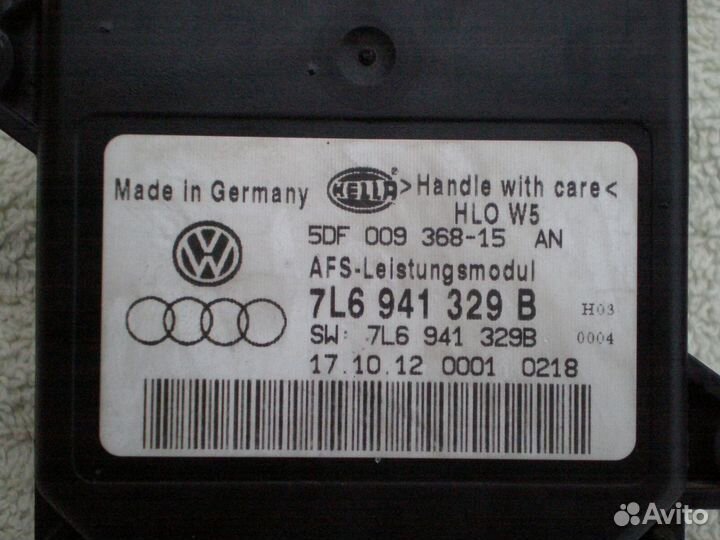 Made in Germany
HELLA
>Handle with care<
HLO W5
5DF 009 368-15 AN
AFS-Leistungsmodul
7L6 941 329 B H03
SW: 7L6 941 329B 0004
17.10.12 0001 0218
Avito